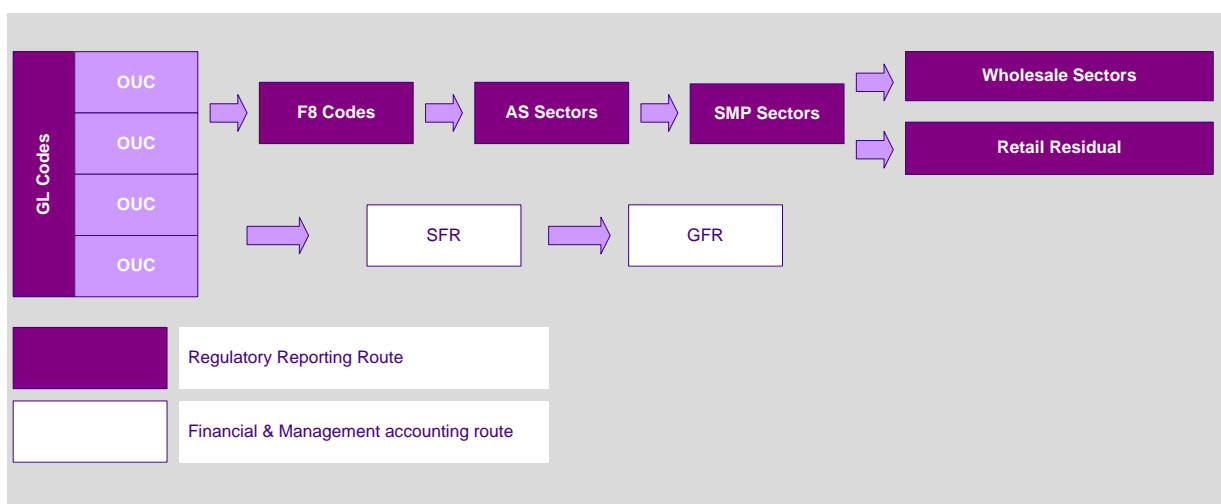 GL Codes
OUC
OUC
OUC
OUC
F8 Codes
AS Sectors
SMP Sectors
Wholesale Sectors
Retail Residual
SFR
GFR
Regulatory Reporting Route
Financial & Management accounting route